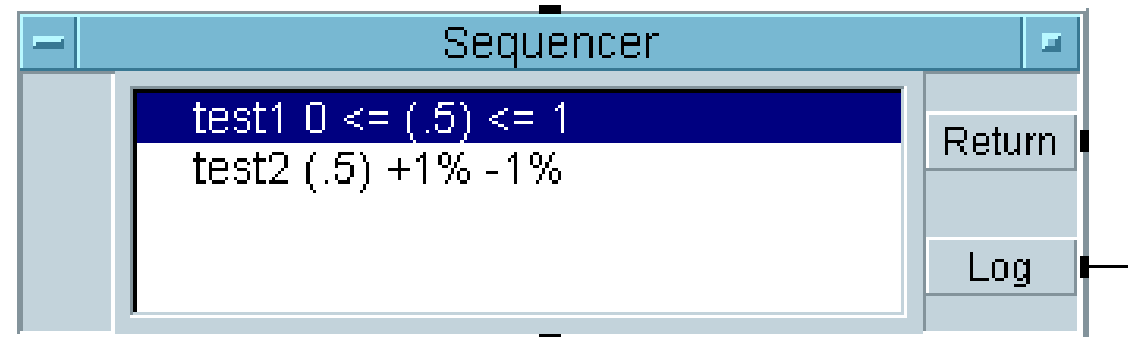 Sequencer
test1 0 <= (.5) <= 1
test2 (.5) +1% -1%
Return
Log